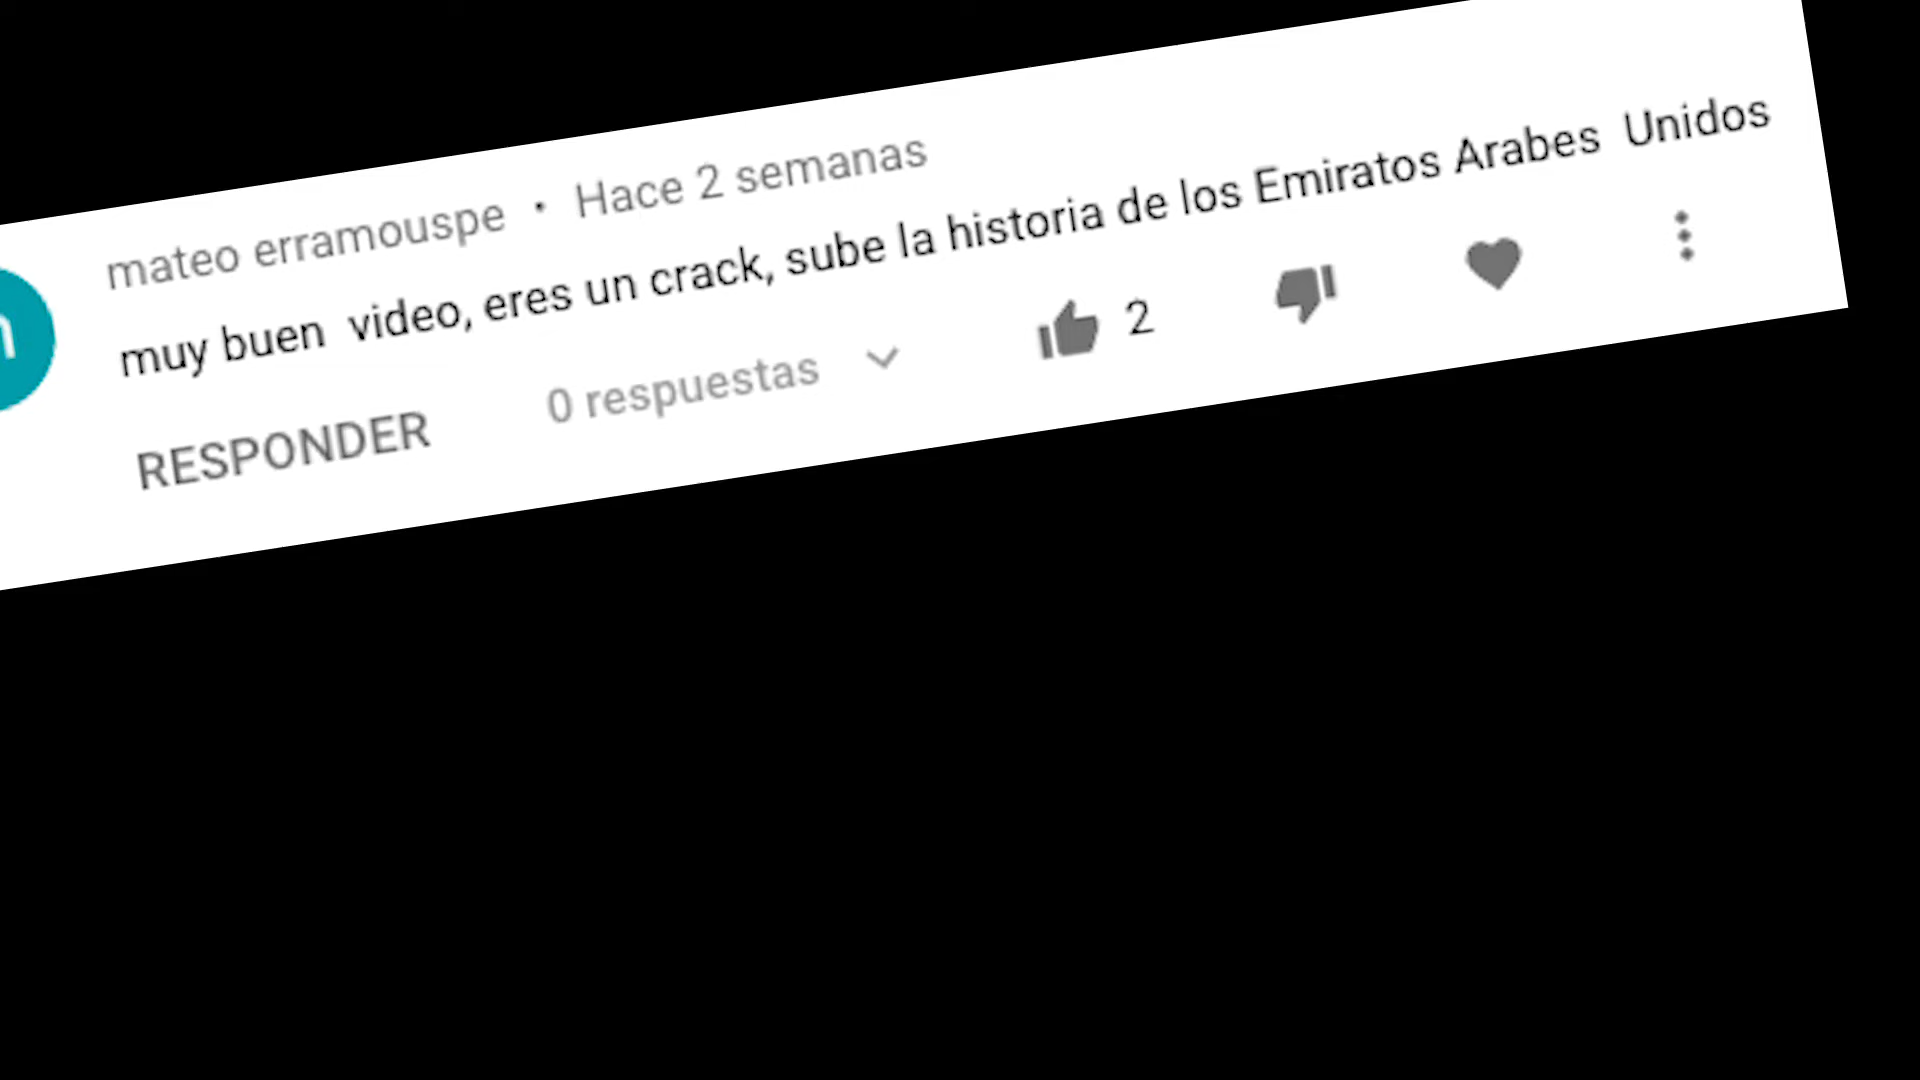 mateo erramouspe • Hace 2 semanas
muy buen video, eres un crack, sube la historia de los Emiratos Arabes Unidos
RESPONDER 0 respuestas 2